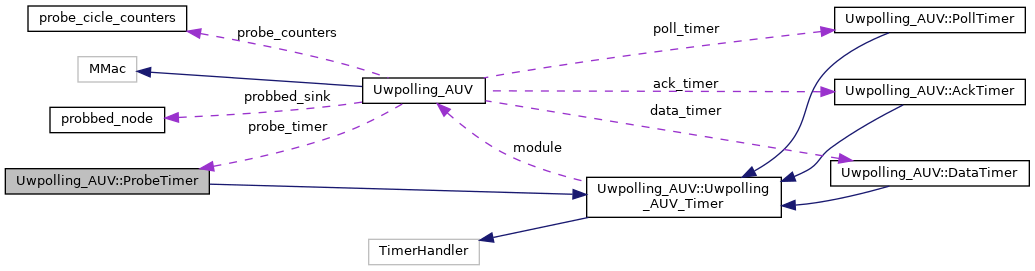 probe_cicle_counters
Uwpolling_AUV::PollTimer
probe_counters
poll_timer
MMac
Uwpolling_AUV
ack_timer
Uwpolling_AUV::AckTimer
probbed_sink
data_timer
probbed_node
probe_timer
module
Uwpolling_AUV::ProbeTimer
Uwpolling_AUV::DataTimer
Uwpolling_AUV::Uwpolling
_AUV_Timer
TimerHandler